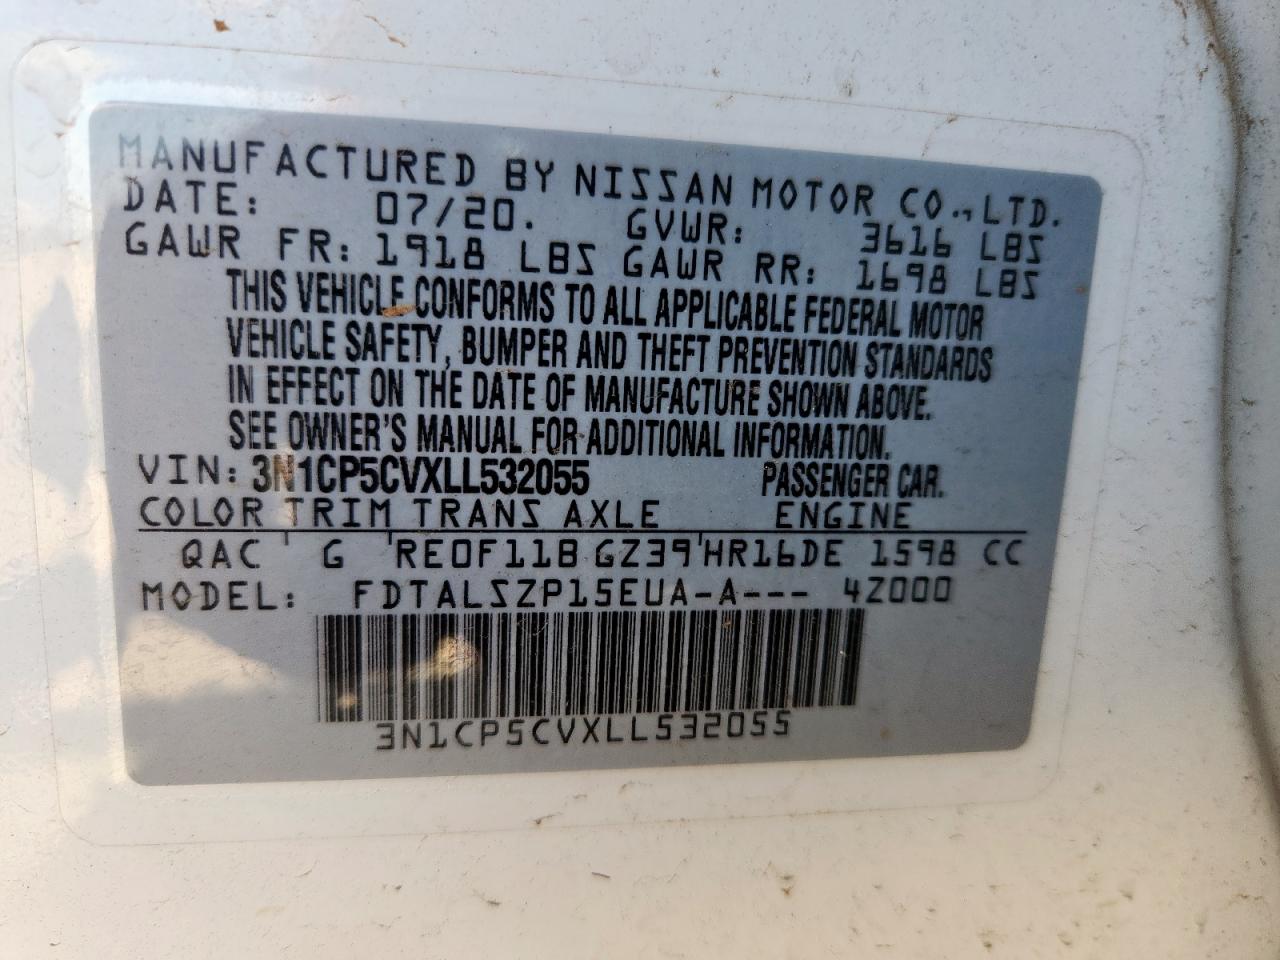 MANUFACTURED BY NISSAN MOTOR CO., LTD.
DATE: 07/20. GVWR: 3616 LBS
GAWR FR: 1918 LBS GAWR RR: 1698 LBS
THIS VEHICLE CONFORMS TO ALL APPLICABLE FEDERAL MOTOR
VEHICLE SAFETY, BUMPER AND THEFT PREVENTION STANDARDS
IN EFFECT ON THE DATE OF MANUFACTURE SHOWN ABOVE.
SEE OWNER'S MANUAL FOR ADDITIONAL INFORMATION.
VIN: 3N1CP5CVXLL532055 PASSENGER CAR.
COLOR TRIM TRANS AXLE ENGINE
QAC ' G 'RE0F11B GZ39'HR16DE 1598 CC
MODEL: FDTALSZP15EUA-A--- 4Z000
3N1CP5CVXLL532055